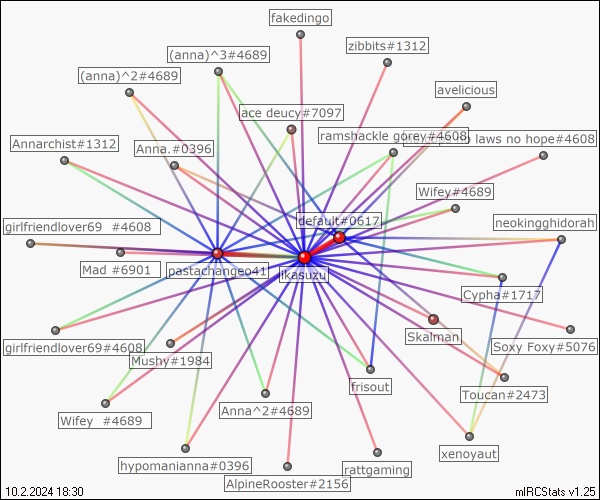 fakedingo
zibbits#1312
(anna)^3#4689
(anna)^2#4689
avelicious
ace deucy#7097
ramshackle gorey#4608
no laws no hope#4608
Annarchist#1312
Anna.#0396
Wifey#4689
girlfriendlover69 #4608
default#0617
neokingghidorah
Mad #6901
pastachangeo41
ikasuzu
Cypha#1717
Skalman
girlfriendlover69#4608
Mushy#1984
Soxy Foxy#5076
frisout
Toucan#2473
Wifey #4689
Anna^2#4689
xenoyaut
hypomanianna#0396
rattgaming
AlpineRooster#2156
10.2.2024 18:30
mIRCStats v1.25